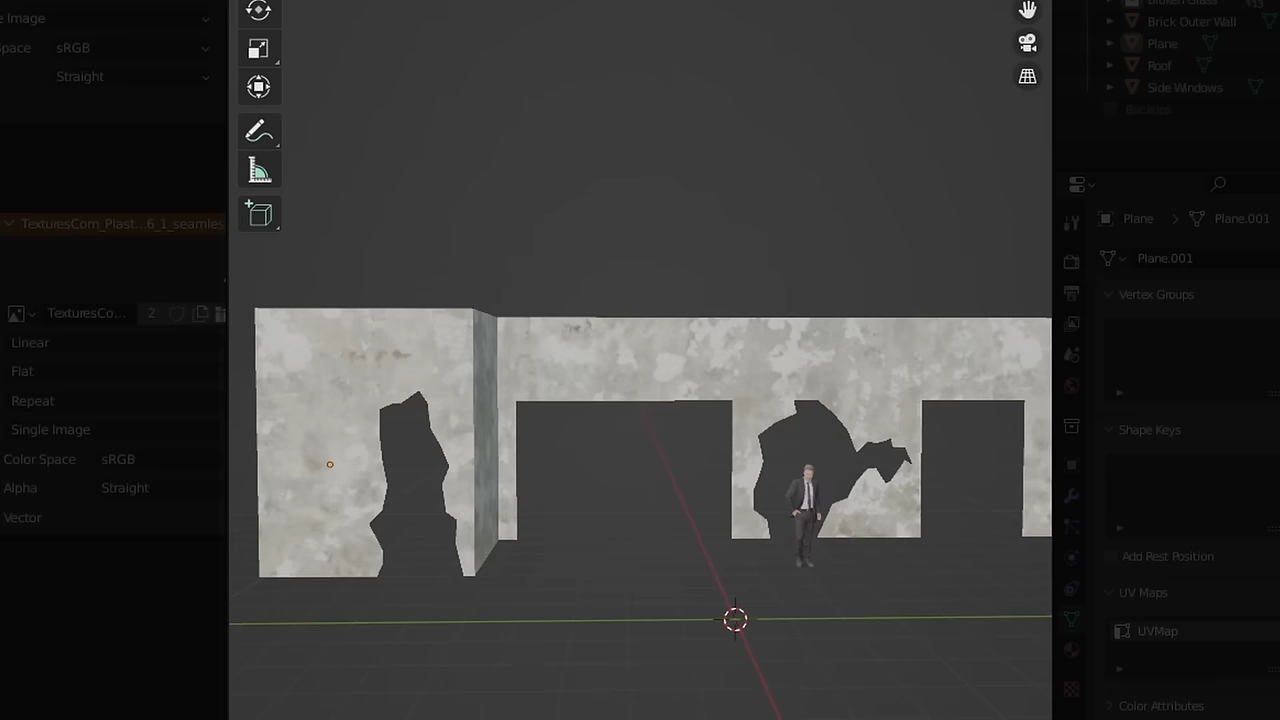 e Image
pace sRGB
Straight
TexturesCom_Plast...6_1_seamles
TexturesCo... 2
Linear
Flat
Repeat
Single Image
Color Space sRGB
Alpha Straight
Vector
Broken Glass
Brick Outer Wall
Plane
Roof
Side Windows
Backups
Plane > Plane.001
Plane.001
Vertex Groups
Shape Keys
Add Rest Position
UV Maps
UVMap
Color Attributes